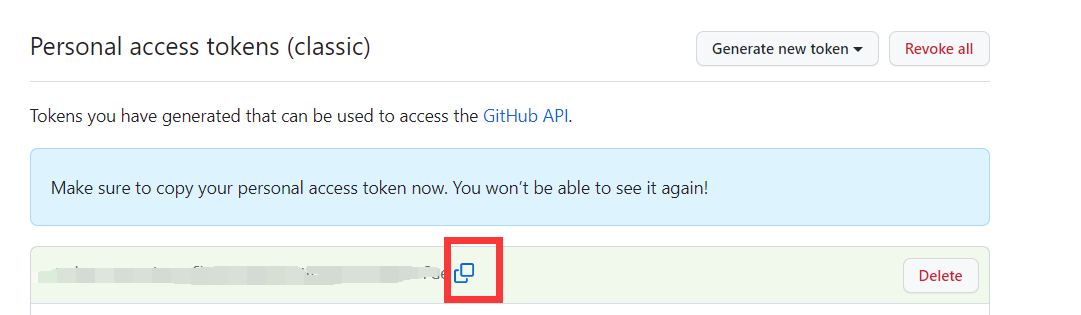 Personal access tokens (classic)
Generate new token
Revoke all
Tokens you have generated that can be used to access the GitHub API.
Make sure to copy your personal access token now. You won't be able to see it again!
Delete